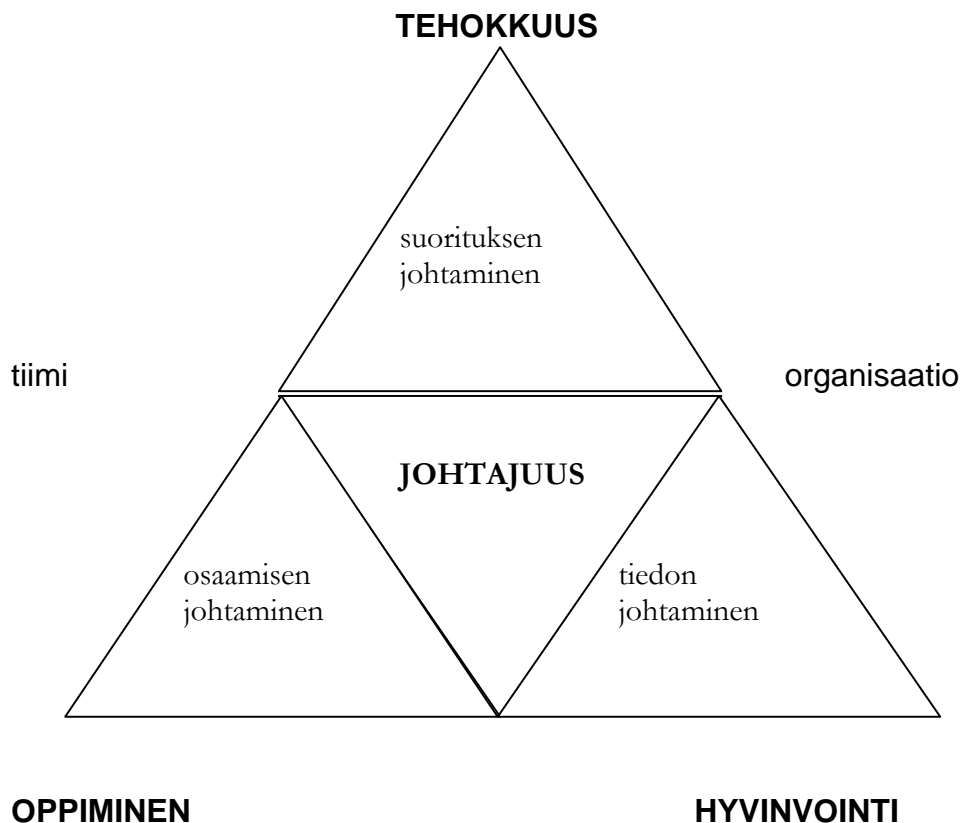 TEHOKKUUS
suorituksen
johtaminen
tiimi
organisaatio
JOHTAJUUS
osaamisen
johtaminen
tiedon
johtaminen
OPPIMINEN
HYVINVOINTI